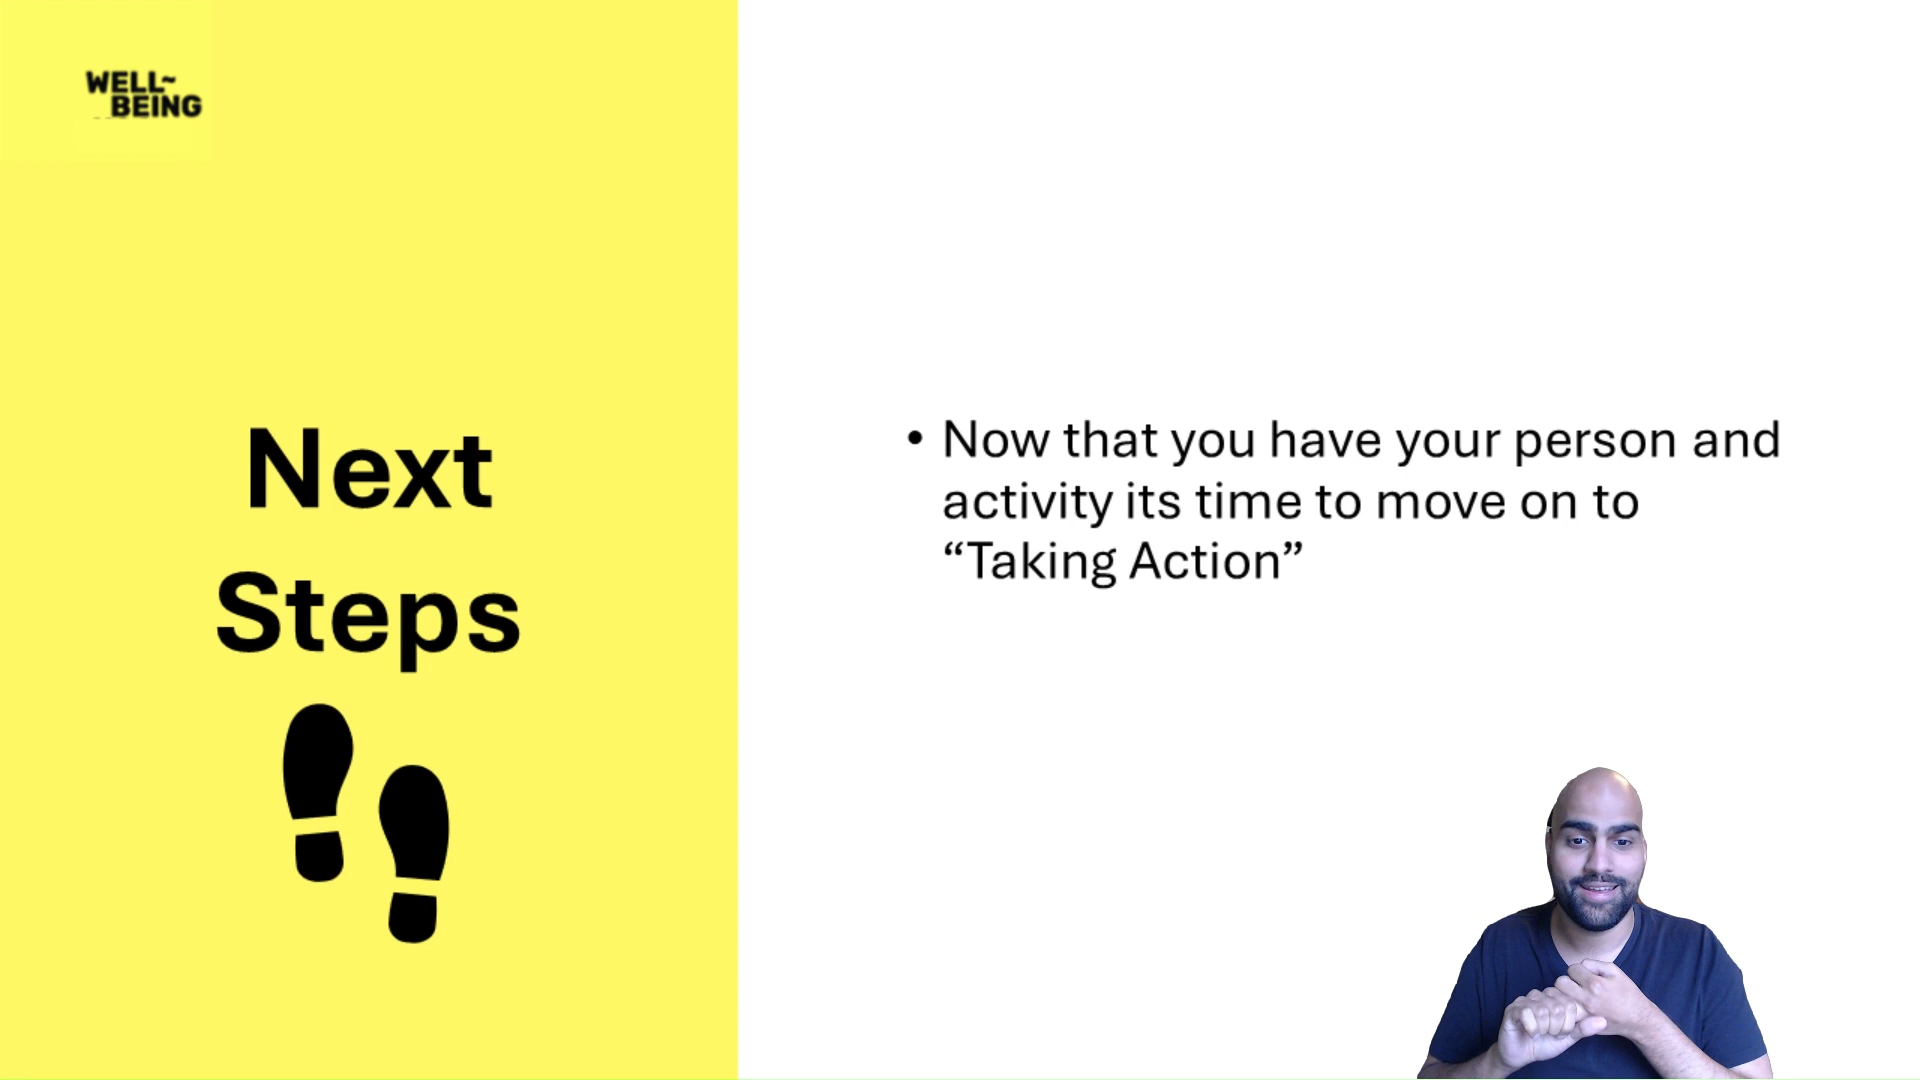 WELL~
BEING
Next
Steps
• Now that you have your person and
activity its time to move on to
“Taking Action”